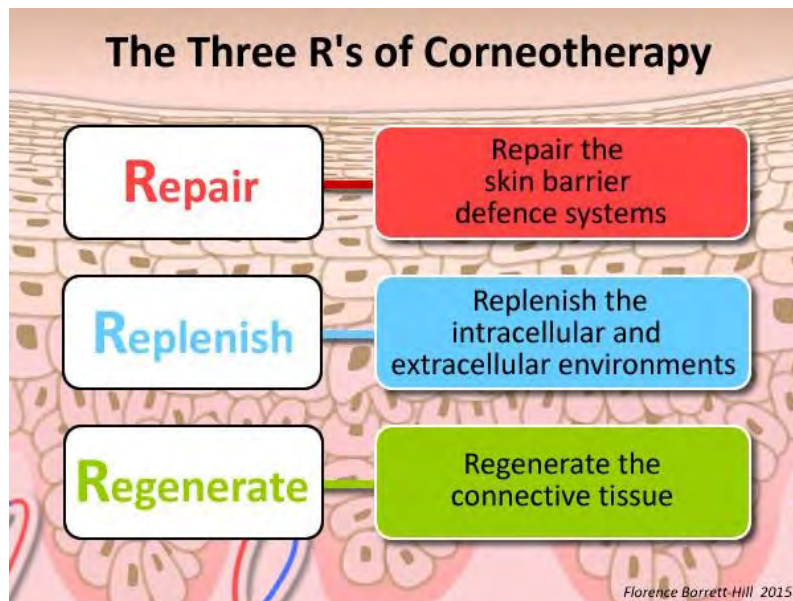 The Three R's of Corneotherapy
Repair
Repair the
skin barrier
defence systems
Replenish
Replenish the
intracellular and
extracellular environments
Regenerate
Regenerate the
connective tissue
Florence Barrett-Hill 2015